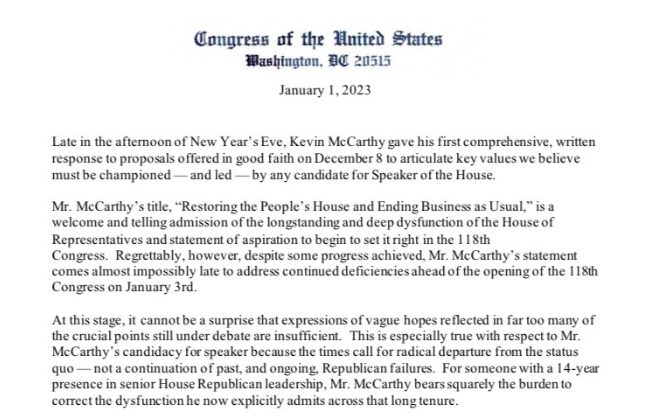 Congress of the United States
Washington, DC 20515
January 1, 2023
Late in the afternoon of New Year's Eve, Kevin McCarthy gave his first comprehensive, written
response to proposals offered in good faith on December 8 to articulate key values we believe
must be championed — and led — by any candidate for Speaker of the House.
Mr. McCarthy's title, “Restoring the People's House and Ending Business as Usual,” is a
welcome and telling admission of the longstanding and deep dysfunction of the House of
Representatives and statement of aspiration to begin to set it right in the 118th
Congress.  Regrettably, however, despite some progress achieved, Mr. McCarthy's statement
comes almost impossibly late to address continued deficiencies ahead of the opening of the 118th
Congress on January 3rd.
At this stage, it cannot be a surprise that expressions of vague hopes reflected in far too many of
the crucial points still under debate are insufficient.  This is especially true with respect to Mr.
McCarthy's candidacy for speaker because the times call for radical departure from the status
quo — not a continuation of past, and ongoing, Republican failures.  For someone with a 14-year
presence in senior House Republican leadership, Mr. McCarthy bears squarely the burden to
correct the dysfunction he now explicitly admits across that long tenure.